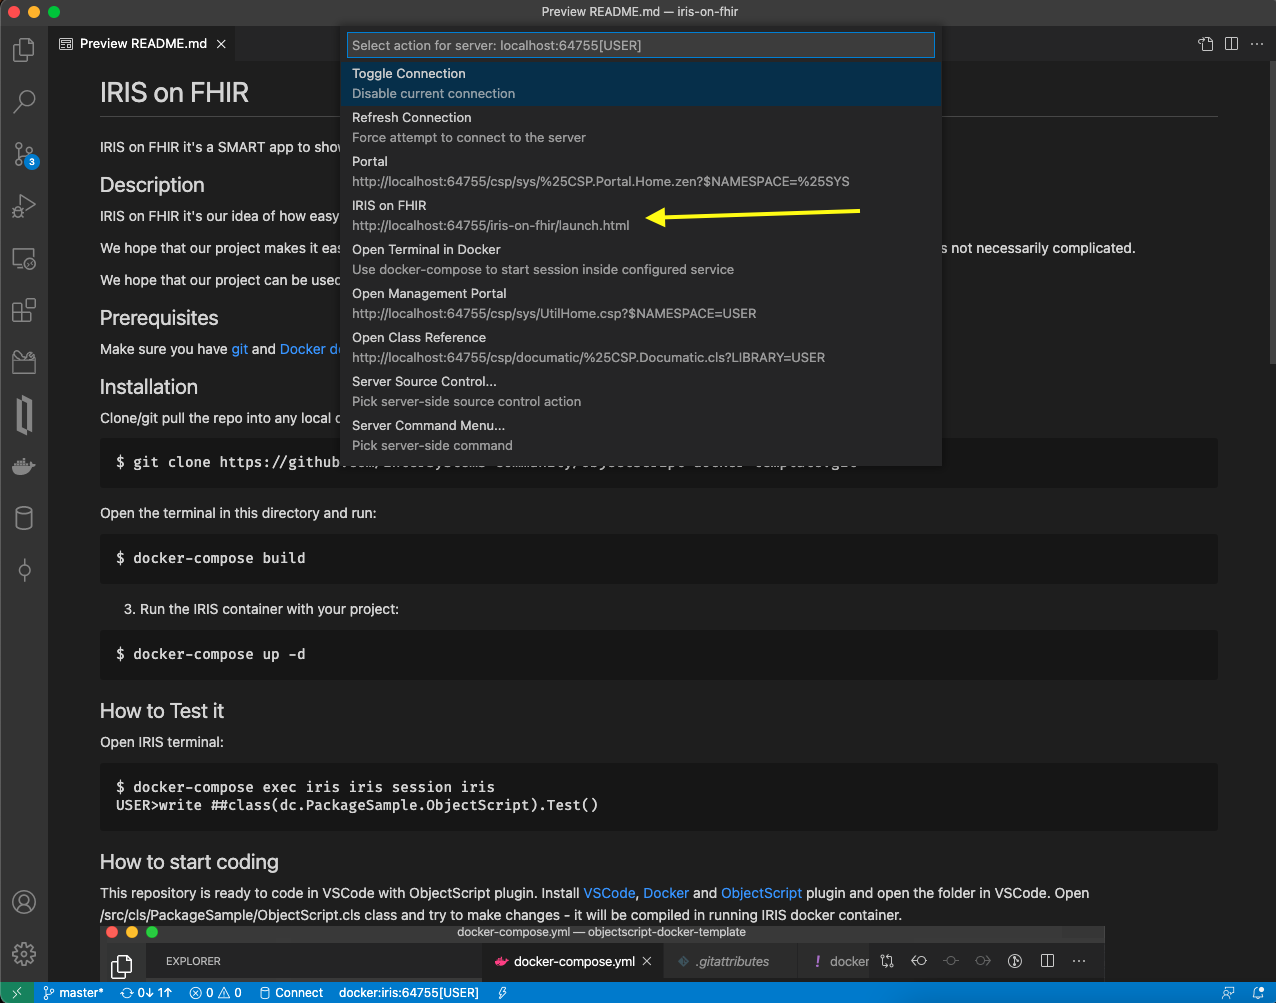 Preview README.md — iris-on-fhir
Preview README.md
Select action for server: localhost:64755[USER]
Toggle Connection
Disable current connection
Refresh Connection
Force attempt to connect to the server
Portal
http://localhost:64755/csp/sys/%25CSP.Portal.Home.zen?$NAMESPACE=%25SYS
IRIS on FHIR
http://localhost:64755/iris-on-fhir/launch.html
Open Terminal in Docker
Use docker-compose to start session inside configured service
Open Management Portal
http://localhost:64755/csp/sys/UtilHome.csp?$NAMESPACE=USER
Open Class Reference
http://localhost:64755/csp/documatic/%25CSP.Documatic.cls?LIBRARY=USER
Server Source Control...
Pick server-side source control action
Server Command Menu...
Pick server-side command
3
IRIS on FHIR
IRIS on FHIR it's a SMART app to
Description
IRIS on FHIR it's our idea of how easy
We hope that our project makes it
not necessarily complicated.
We hope that our project can be used
Prerequisites
Make sure you have git and Docker
Installation
Clone/git pull the repo into any local
$ git clone
Open the terminal in this directory and run:
$ docker-compose build
3. Run the IRIS container with your project:
$ docker-compose up -d
How to Test it
Open IRIS terminal:
$ docker-compose exec iris iris session iris
USER>write ##class(dc.PackageSample.ObjectScript).Test()
How to start coding
This repository is ready to code in VSCode with ObjectScript plugin. Install VSCode, Docker and ObjectScript plugin and open the folder in VSCode. Open
/src/cls/PackageSample/ObjectScript.cls class and try to make changes - it will be compiled in running IRIS docker container.
docker-compose.yml — objectscript-docker-template
EXPLORER docker-compose.yml .gitattributes ! docker
master* 0↓ 1↑ 0 0 Connect docker:iris:64755[USER]